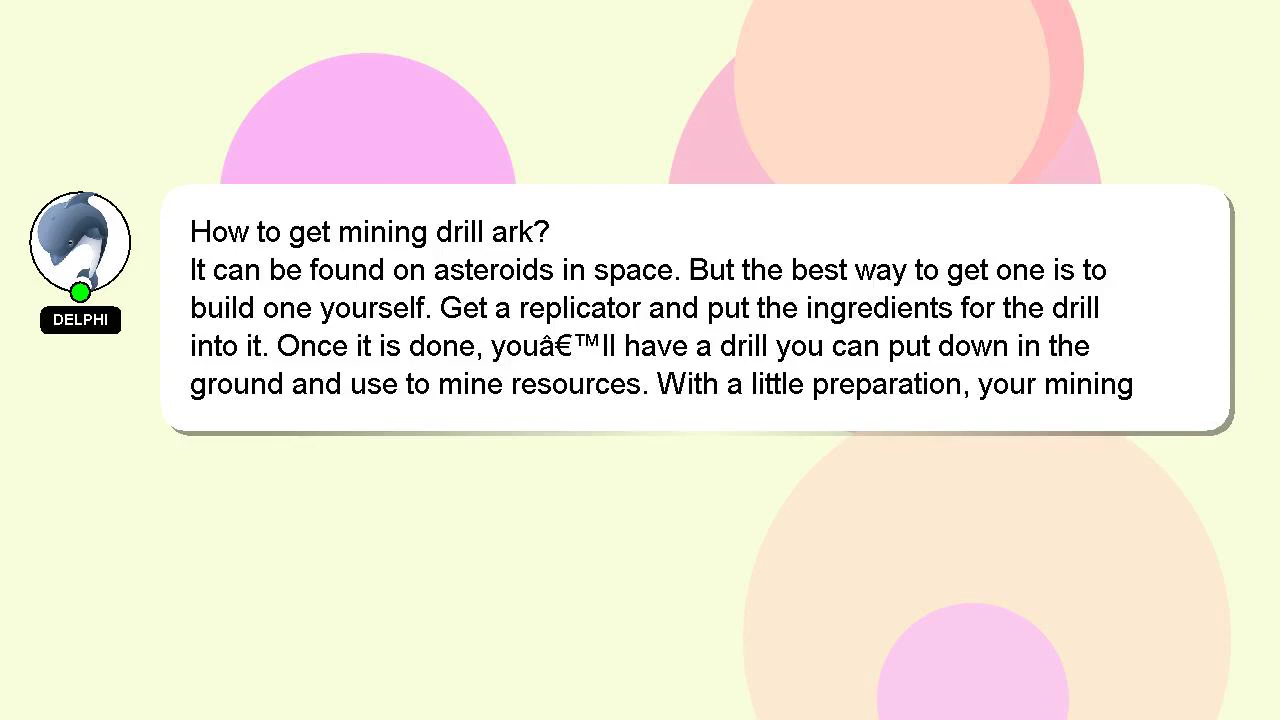 How to get mining drill ark?
It can be found on asteroids in space. But the best way to get one is to
build one yourself. Get a replicator and put the ingredients for the drill
into it. Once it is done, youâ€™ll have a drill you can put down in the
ground and use to mine resources. With a little preparation, your mining
DELPHI